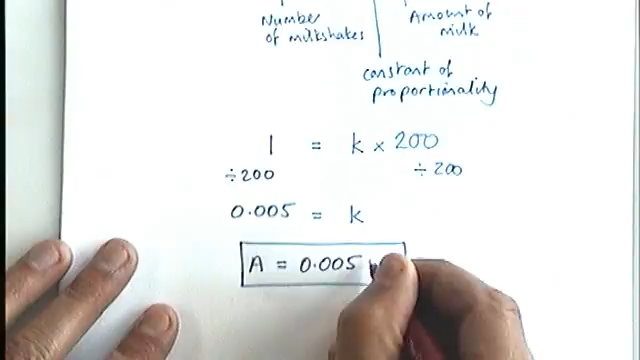 Number
of milkshakes
Amount of
milk
constant of
proportionality
1 = k × 200
÷200 ÷ 200
0.005 = k
A = 0.005